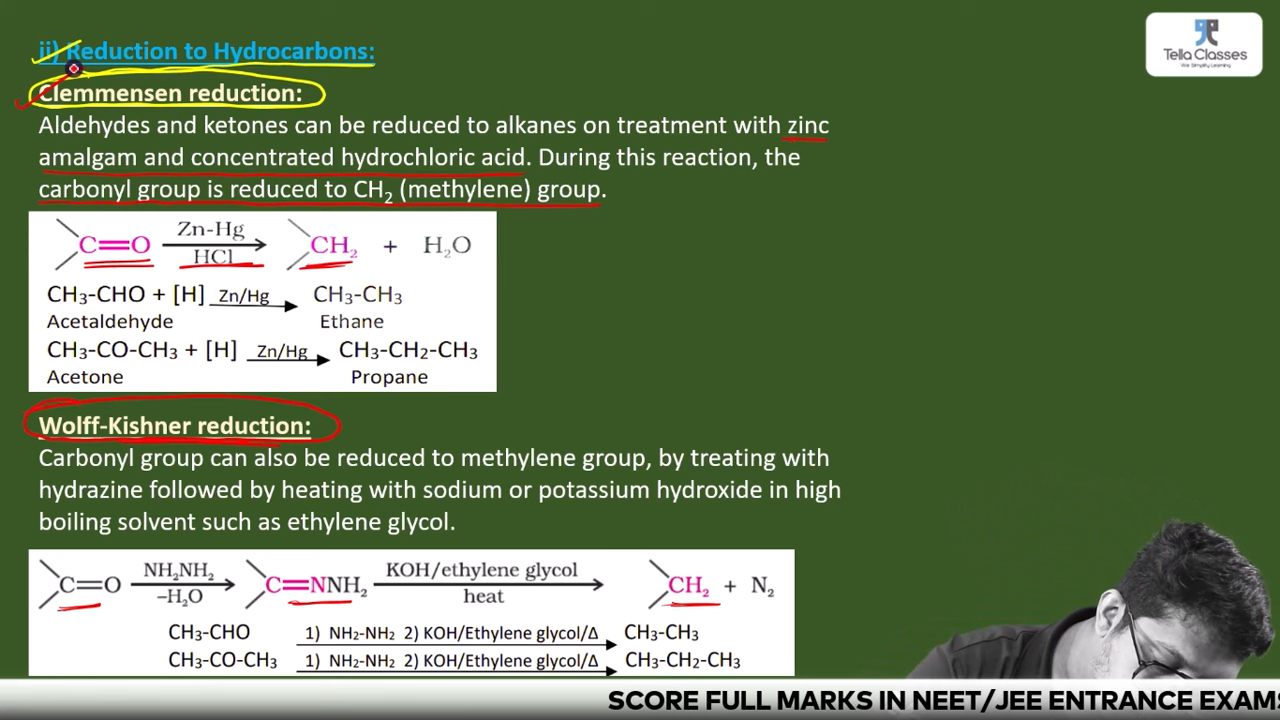 ii) Reduction to Hydrocarbons:
Tella Classes
We Simplify Learning
Clemmensen reduction:
Aldehydes and ketones can be reduced to alkanes on treatment with zinc
amalgam and concentrated hydrochloric acid. During this reaction, the
carbonyl group is reduced to CH₂ (methylene) group.
C=O Zn-Hg HCl CH₂ + H₂O
CH₃-CHO + [H] Zn/Hg CH₃-CH₃
Acetaldehyde Ethane
CH₃-CO-CH₃ + [H] Zn/Hg CH₃-CH₂-CH₃
Acetone Propane
Wolff-Kishner reduction:
Carbonyl group can also be reduced to methylene group, by treating with
hydrazine followed by heating with sodium or potassium hydroxide in high
boiling solvent such as ethylene glycol.
C=O NH₂NH₂ -H₂O C=NNH₂ KOH/ethylene glycol heat CH₂ + N₂
CH₃-CHO 1) NH₂-NH₂ 2) KOH/Ethylene glycol/Δ CH₃-CH₃
CH₃-CO-CH₃ 1) NH₂-NH₂ 2) KOH/Ethylene glycol/Δ CH₃-CH₂-CH₃
SCORE FULL MARKS IN NEET/JEE ENTRANCE EXAMS